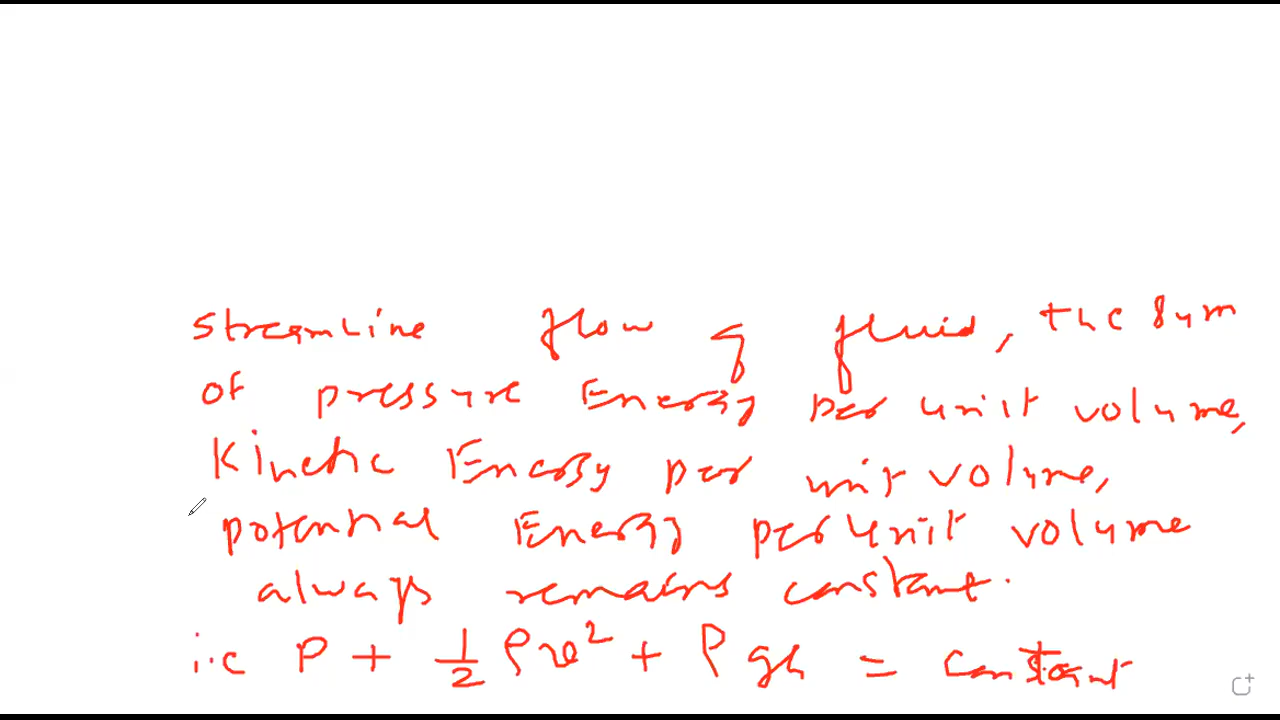 streamline flow of fluid, the sum
of pressure Energy per unit volume,
Kinetic Energy per unit volume,
potential Energy per unit volume
always remains constant.
i.e P + 1/2 ρv² + ρgh = constant